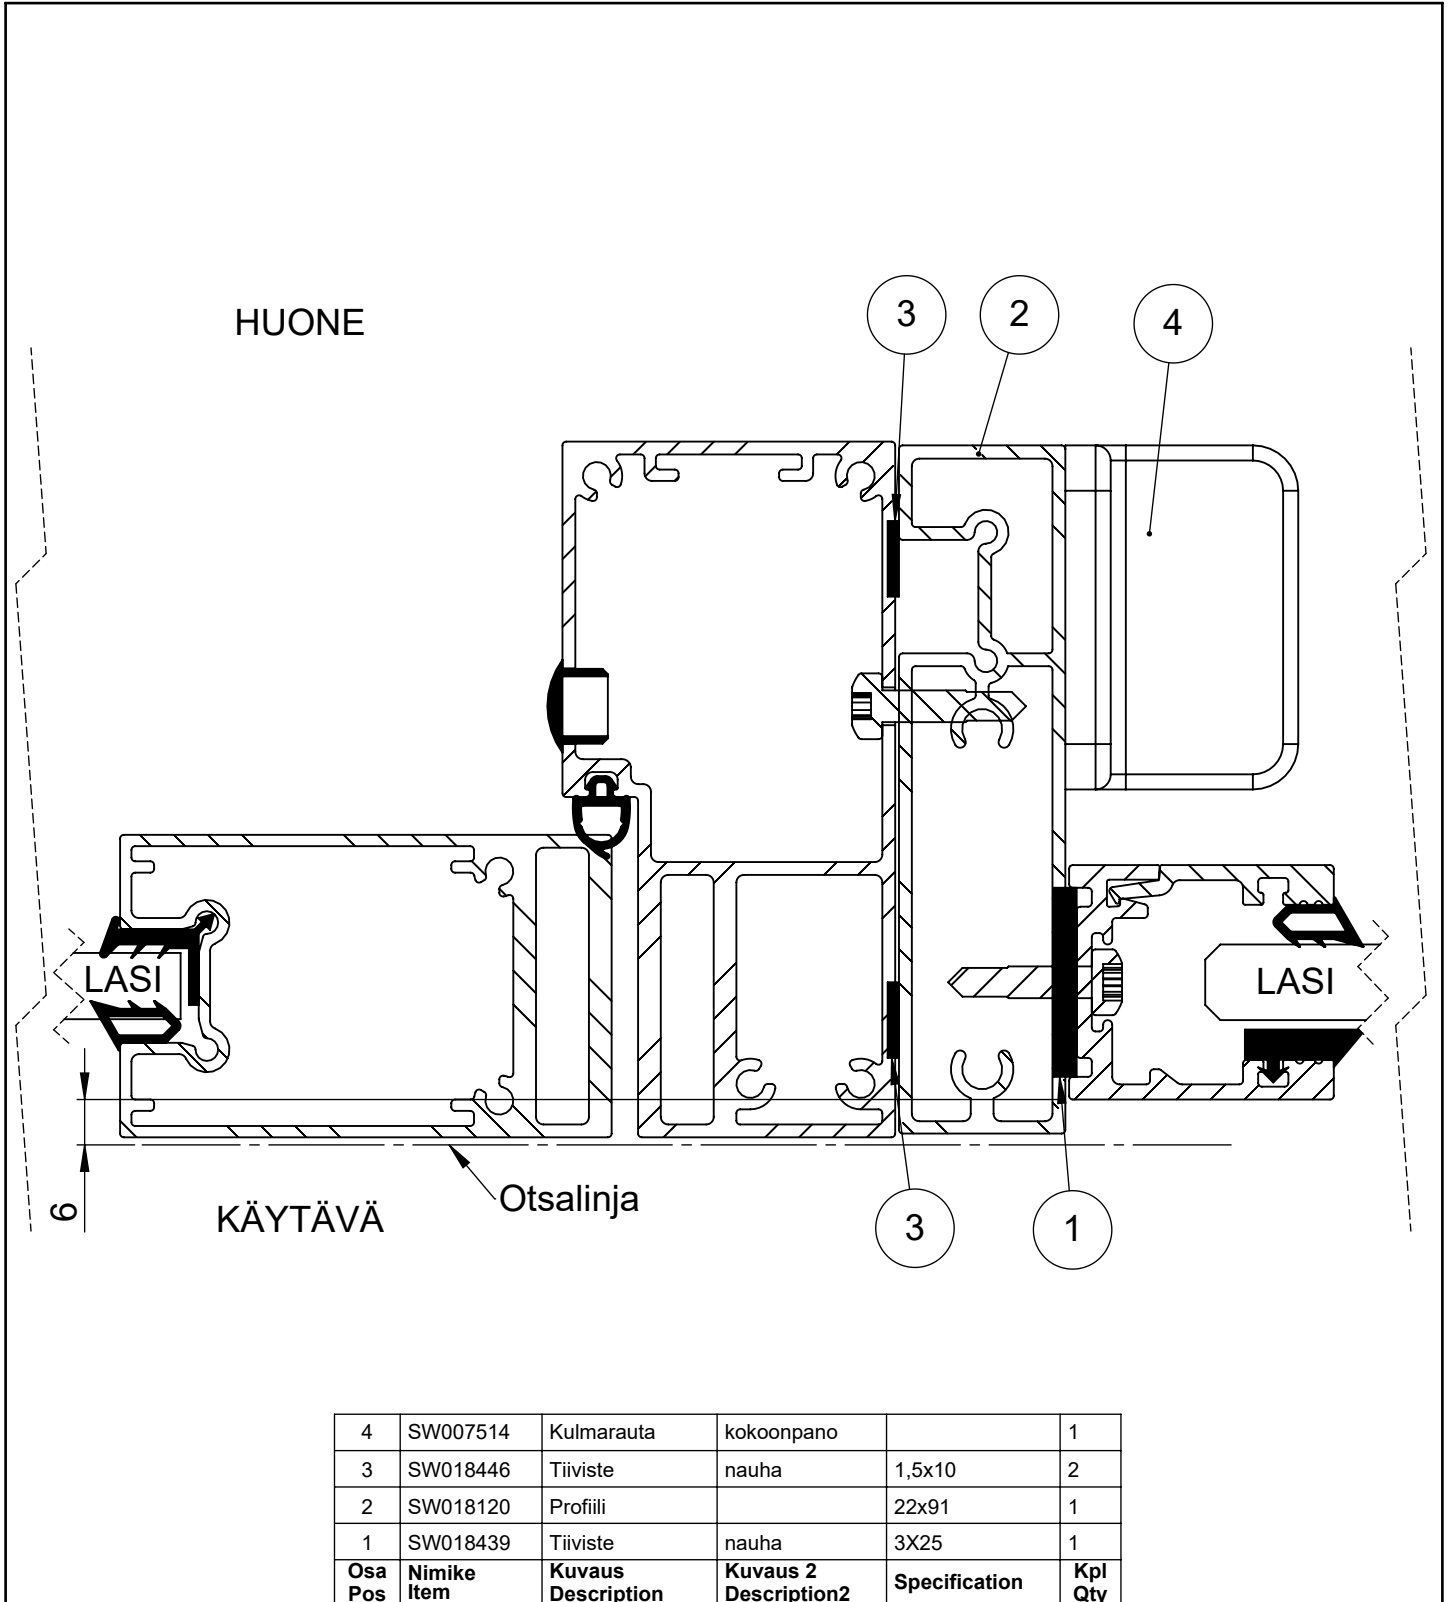 HUONE
3
2
4
LASI
LASI
6
Otsalinja
KÄYTÄVÄ
3
1
4 SW007514 Kulmarauta kokoonpano 1
3 SW018446 Tiiviste nauha 1,5x10 2
2 SW018120 Profiili 22x91 1
1 SW018439 Tiiviste nauha 3X25 1
Osa Nimike Kuvaus Kuvaus 2 Specification Kpl
Pos Item Description Description2 Qty